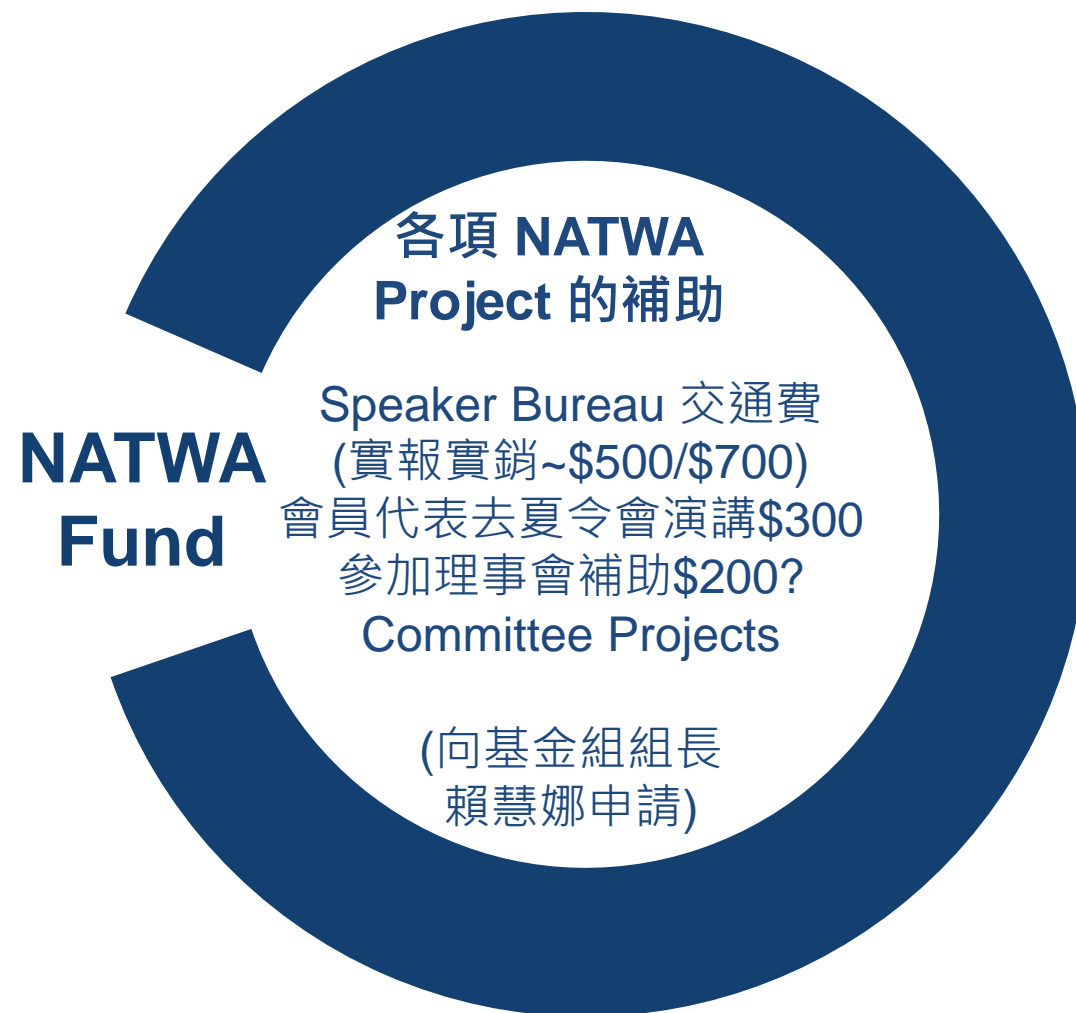 NATWA
Fund
各項 NATWA
Project 的補助
Speaker Bureau 交通費
(實報實銷~$500/$700)
會員代表去夏令會演講$300
參加理事會補助$200?
Committee Projects
(向基金組組長
賴慧娜申請)